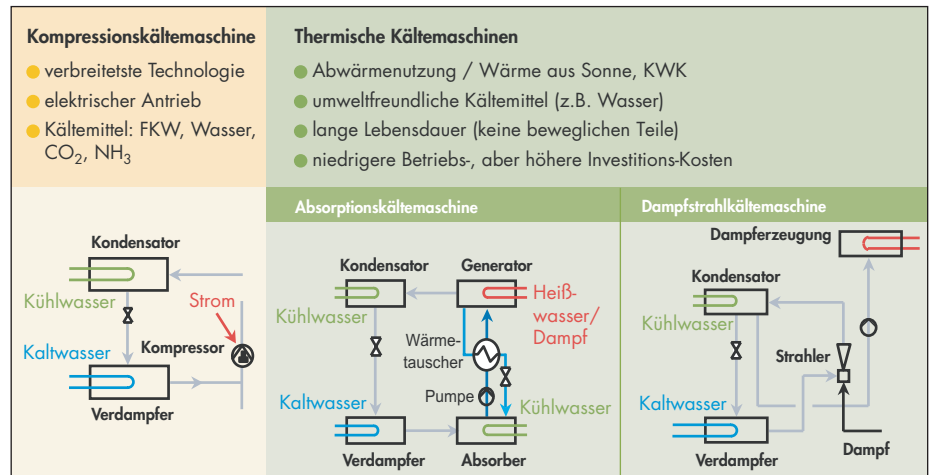 Kompressionskältemaschine
verbreitetste Technologie
elektrischer Antrieb
Kältemittel: FKW, Wasser,
CO₂, NH₃
Thermische Kältemaschinen
Abwärmenutzung / Wärme aus Sonne, KWK
umweltfreundliche Kältemittel (z.B. Wasser)
lange Lebensdauer (keine beweglichen Teile)
niedrigere Betriebs-, aber höhere Investitions-Kosten
Kondensator
Kühlwasser
Strom
Kaltwasser
Kompressor
Verdampfer
Absorptionskältemaschine
Kondensator
Generator
Kühlwasser
Heiß-
wasser/
Dampf
Wärme-
tauscher
Pumpe
Kaltwasser
Kühlwasser
Verdampfer
Absorber
Dampfstrahlkältemaschine
Dampferzeugung
Kondensator
Kühlwasser
Strahler
Kaltwasser
Verdampfer
Dampf